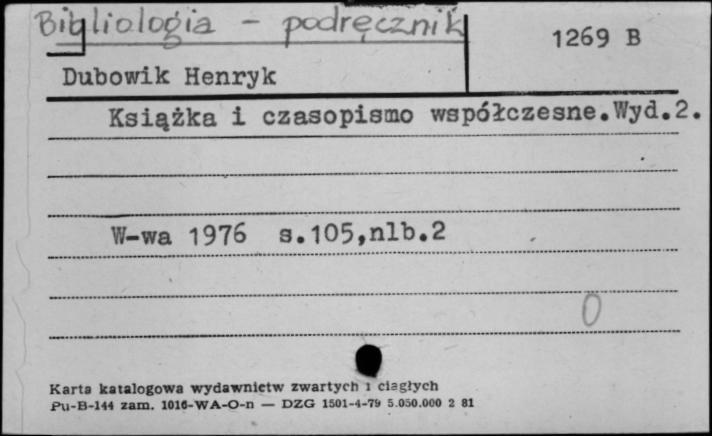 Bibliologia - podręcznik
1269 B
Dubowik Henryk
Książka i czasopismo współczesne.Wyd.2.
W-wa 1976 s.105,nlb.2
0
Karta katalogowa wydawnictw zwartych i ciągłych
Pu-B-144 zam. 1016-WA-O-n — DZG 1501-4-79 5.050.000 2 81